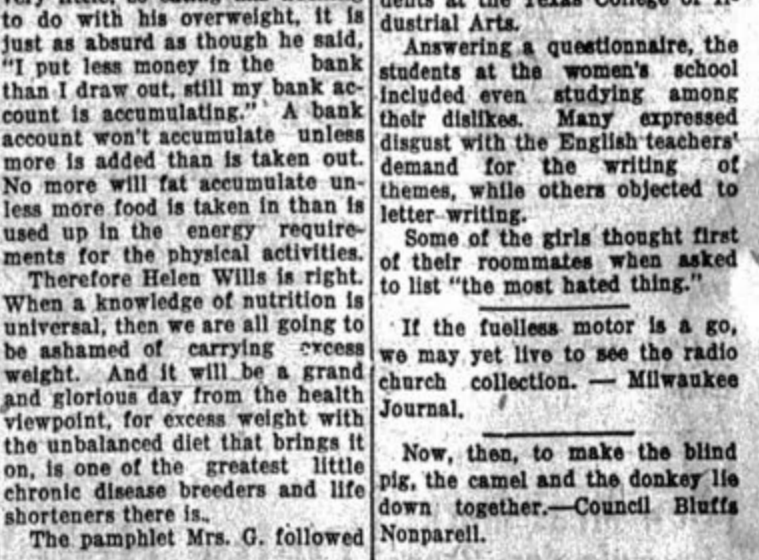 to do with his overweight, it is
just as absurd as though he said,
"I put less money in the bank
than I draw out, still my bank ac-
count is accumulating." A bank
account won't accumulate unless
more is added than is taken out.
No more will fat accumulate un-
less more food is taken in than is
used up in the energy require-
ments for the physical activities.
Therefore Helen Wills is right.
When a knowledge of nutrition is
universal, then we are all going to
be ashamed of carrying excess
weight. And it will be a grand
and glorious day from the health
viewpoint, for excess weight with
the unbalanced diet that brings it
on, is one of the greatest little
chronic disease breeders and life
shorteners there is.
The pamphlet Mrs. G. followed
dents at the Texas College of In-
dustrial Arts.
Answering a questionnaire, the
students at the women's school
included even studying among
their dislikes. Many expressed
disgust with the English teachers'
demand for the writing of
themes, while others objected to
letter writing.
Some of the girls thought first
of their roommates when asked
to list "the most hated thing."
If the fuelless motor is a go,
we may yet live to see the radio
church collection. — Milwaukee
Journal.
Now, then, to make the blind
pig, the camel and the donkey lie
down together.—Council Bluffs
Nonpareil.